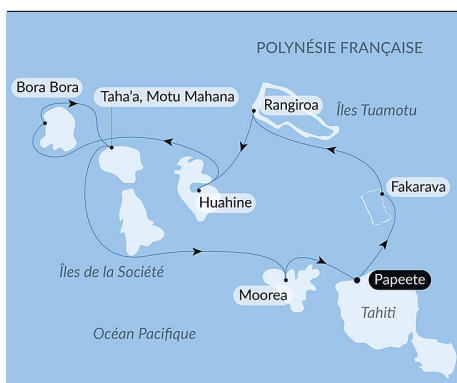 POLYNÉSIE FRANÇAISE
Bora Bora
Taha'a, Motu Mahana
Rangiroa
Îles Tuamotu
Fakarava
Huahine
Îles de la Société
Papeete
Moorea
Tahiti
Océan Pacifique